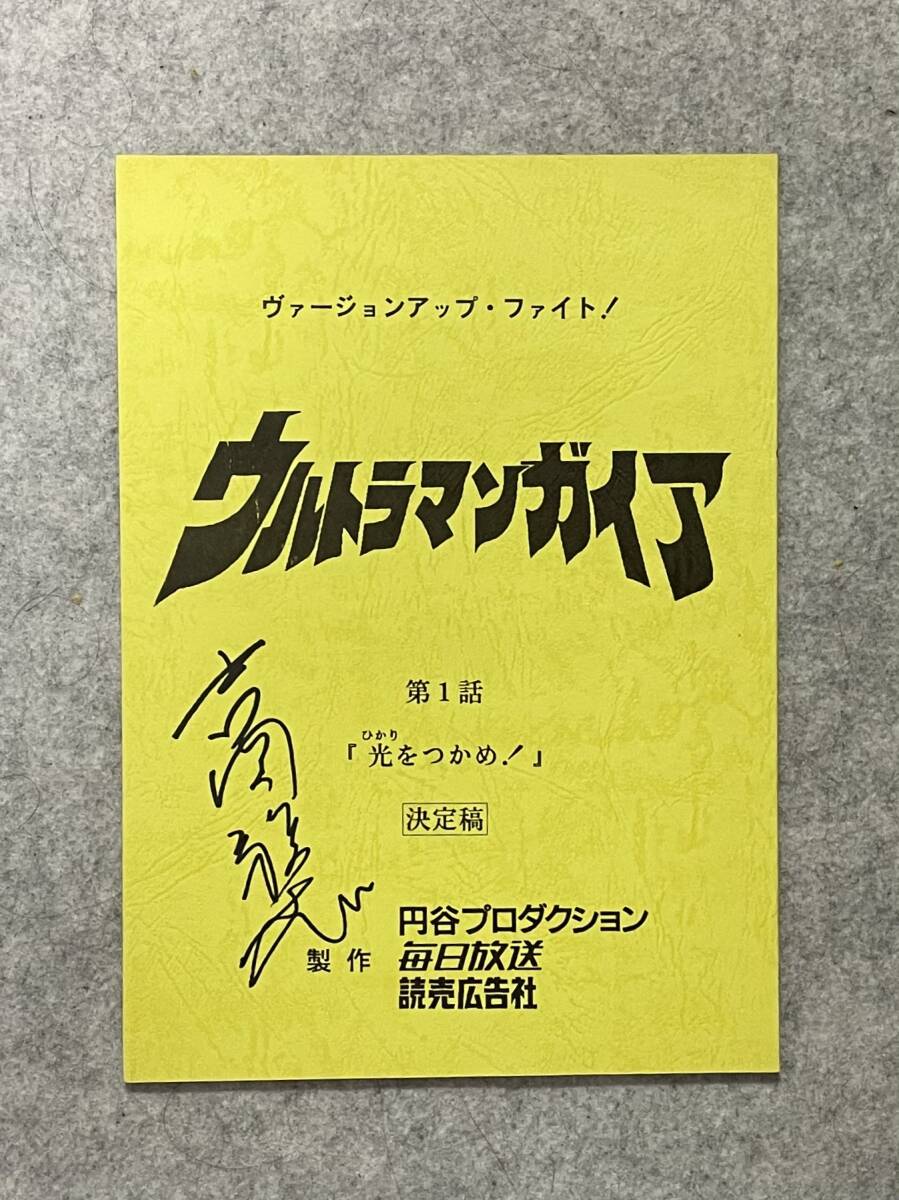 ヴァージョンアップ・ファイト!
ウルトラマンガイア
第1話
ひかり
『光をつかめ!』
決定稿
製作
円谷プロダクション
毎日放送
読売広告社